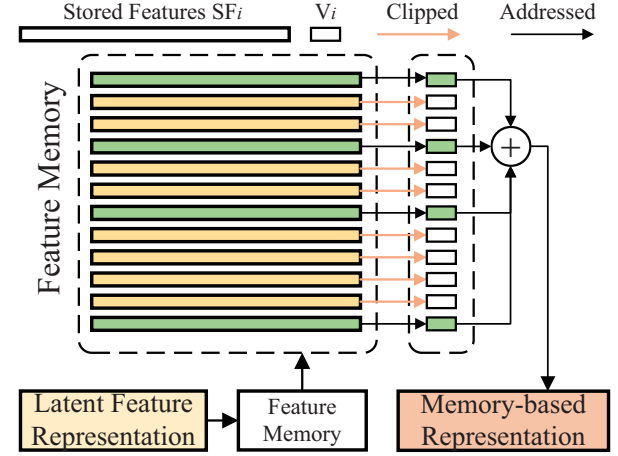 Stored Features SFi
Vi
Clipped
Addressed
Feature Memory
+
Latent Feature
Representation
Feature
Memory
Memory-based
Representation